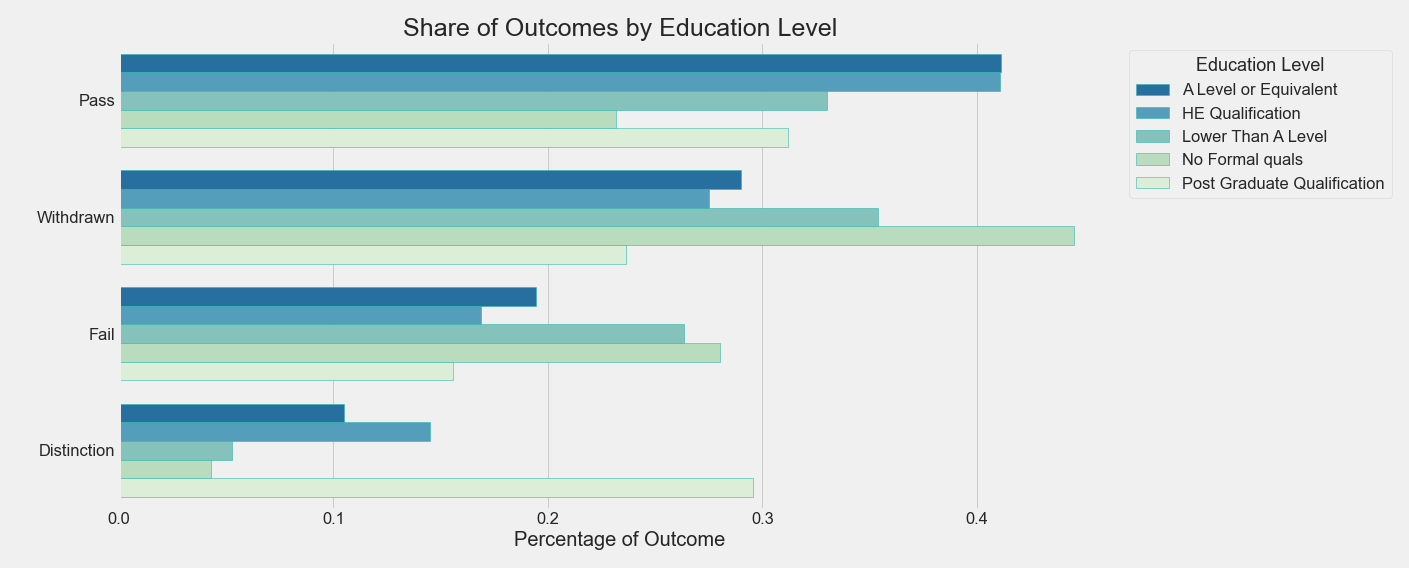 Share of Outcomes by Education Level
Education Level
A Level or Equivalent
HE Qualification
Lower Than A Level
No Formal quals
Post Graduate Qualification
Pass
Withdrawn
Fail
Distinction
0.0 0.1 0.2 0.3 0.4
Percentage of Outcome